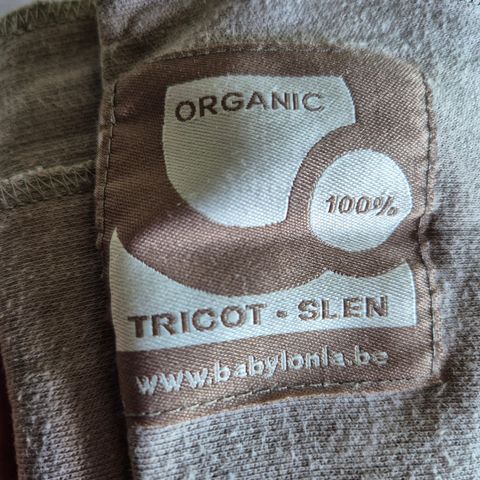 ORGANIC
100%
TRICOT - SLEN
www.babylonia.be